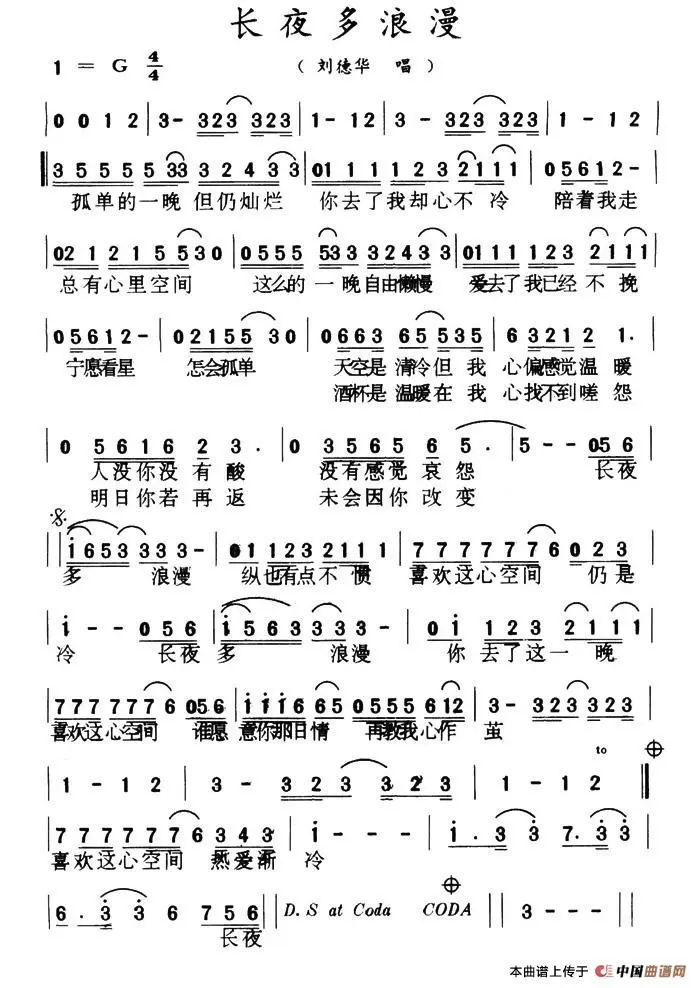 长夜多浪漫
1 = G 4/4
( 刘德华 唱 )
0 0 1 2 | 3 - 323 323 | 1 - 12 | 3 - 323 323 | 1 - 1 2
3 5 5 5 5 5 33 3 2 4 3 3 | 01 1 1 1 2 3 2 1 1 1 | 0 5 6 1 2 -
孤单的一晚 但仍灿烂 你去了我却心不 冷 陪着我走
02 1 2 1 5 5 3 0 | 0 5 5 5 53 3 3 2 4 3 3 | 0 1 1 1 1 2 3 2 1 1 1
总有心里空间 这么的一晚自由懒慢 爱去了我已经不挽
0 5 6 1 2 - | 0 2 1 5 5 3 0 | 0 6 6 3 6 5 5 3 5 | 6 3 2 1 2 1.
宁愿看星 怎会孤单 天空是清冷但我 心偏感觉温暖
酒杯是温暖在我 心找不到嗟怨
0 5 6 1 6 2 3. | 0 3 5 6 5 6 5. | 5 - - 0 5 6
人没你没有酸 没有感觉哀怨 长夜
明日你若再返 未会因你改变
1 6 5 3 3 3 3 - | 0 1 1 2 3 2 1 1 1 | 7 7 7 7 7 7 6 0 2 3
多 浪漫 纵也有点不惯 喜欢这心空间 仍是
1 - - 0 5 6 | 1 5 6 3 3 3 3 - | 0 1 1 2 3 2 1 1 1
冷 长夜多 浪漫 你去了这一晚
7 7 7 7 7 7 6 0 5 6 | 1 1 1 1 6 6 5 0 5 5 5 5 6 1 2 | 3 - 3 2 3 3 2 3
喜欢这心空间 谁愿 意你那日情 再教我心作 茧
to
1 - 1 2 | 3 - 3 2 3 3 2 3 | 1 - 1 2 | 3 - - -
7 7 7 7 7 7 6 3 4 3 | 1 - - - | 1. 3 3 7. 3 3
喜欢这心空间 热爱渐 冷
6. 3 3 6 7 5 6 | D.S at Coda CODA | 3 - - -
长夜
本曲谱上传于 中国曲谱网